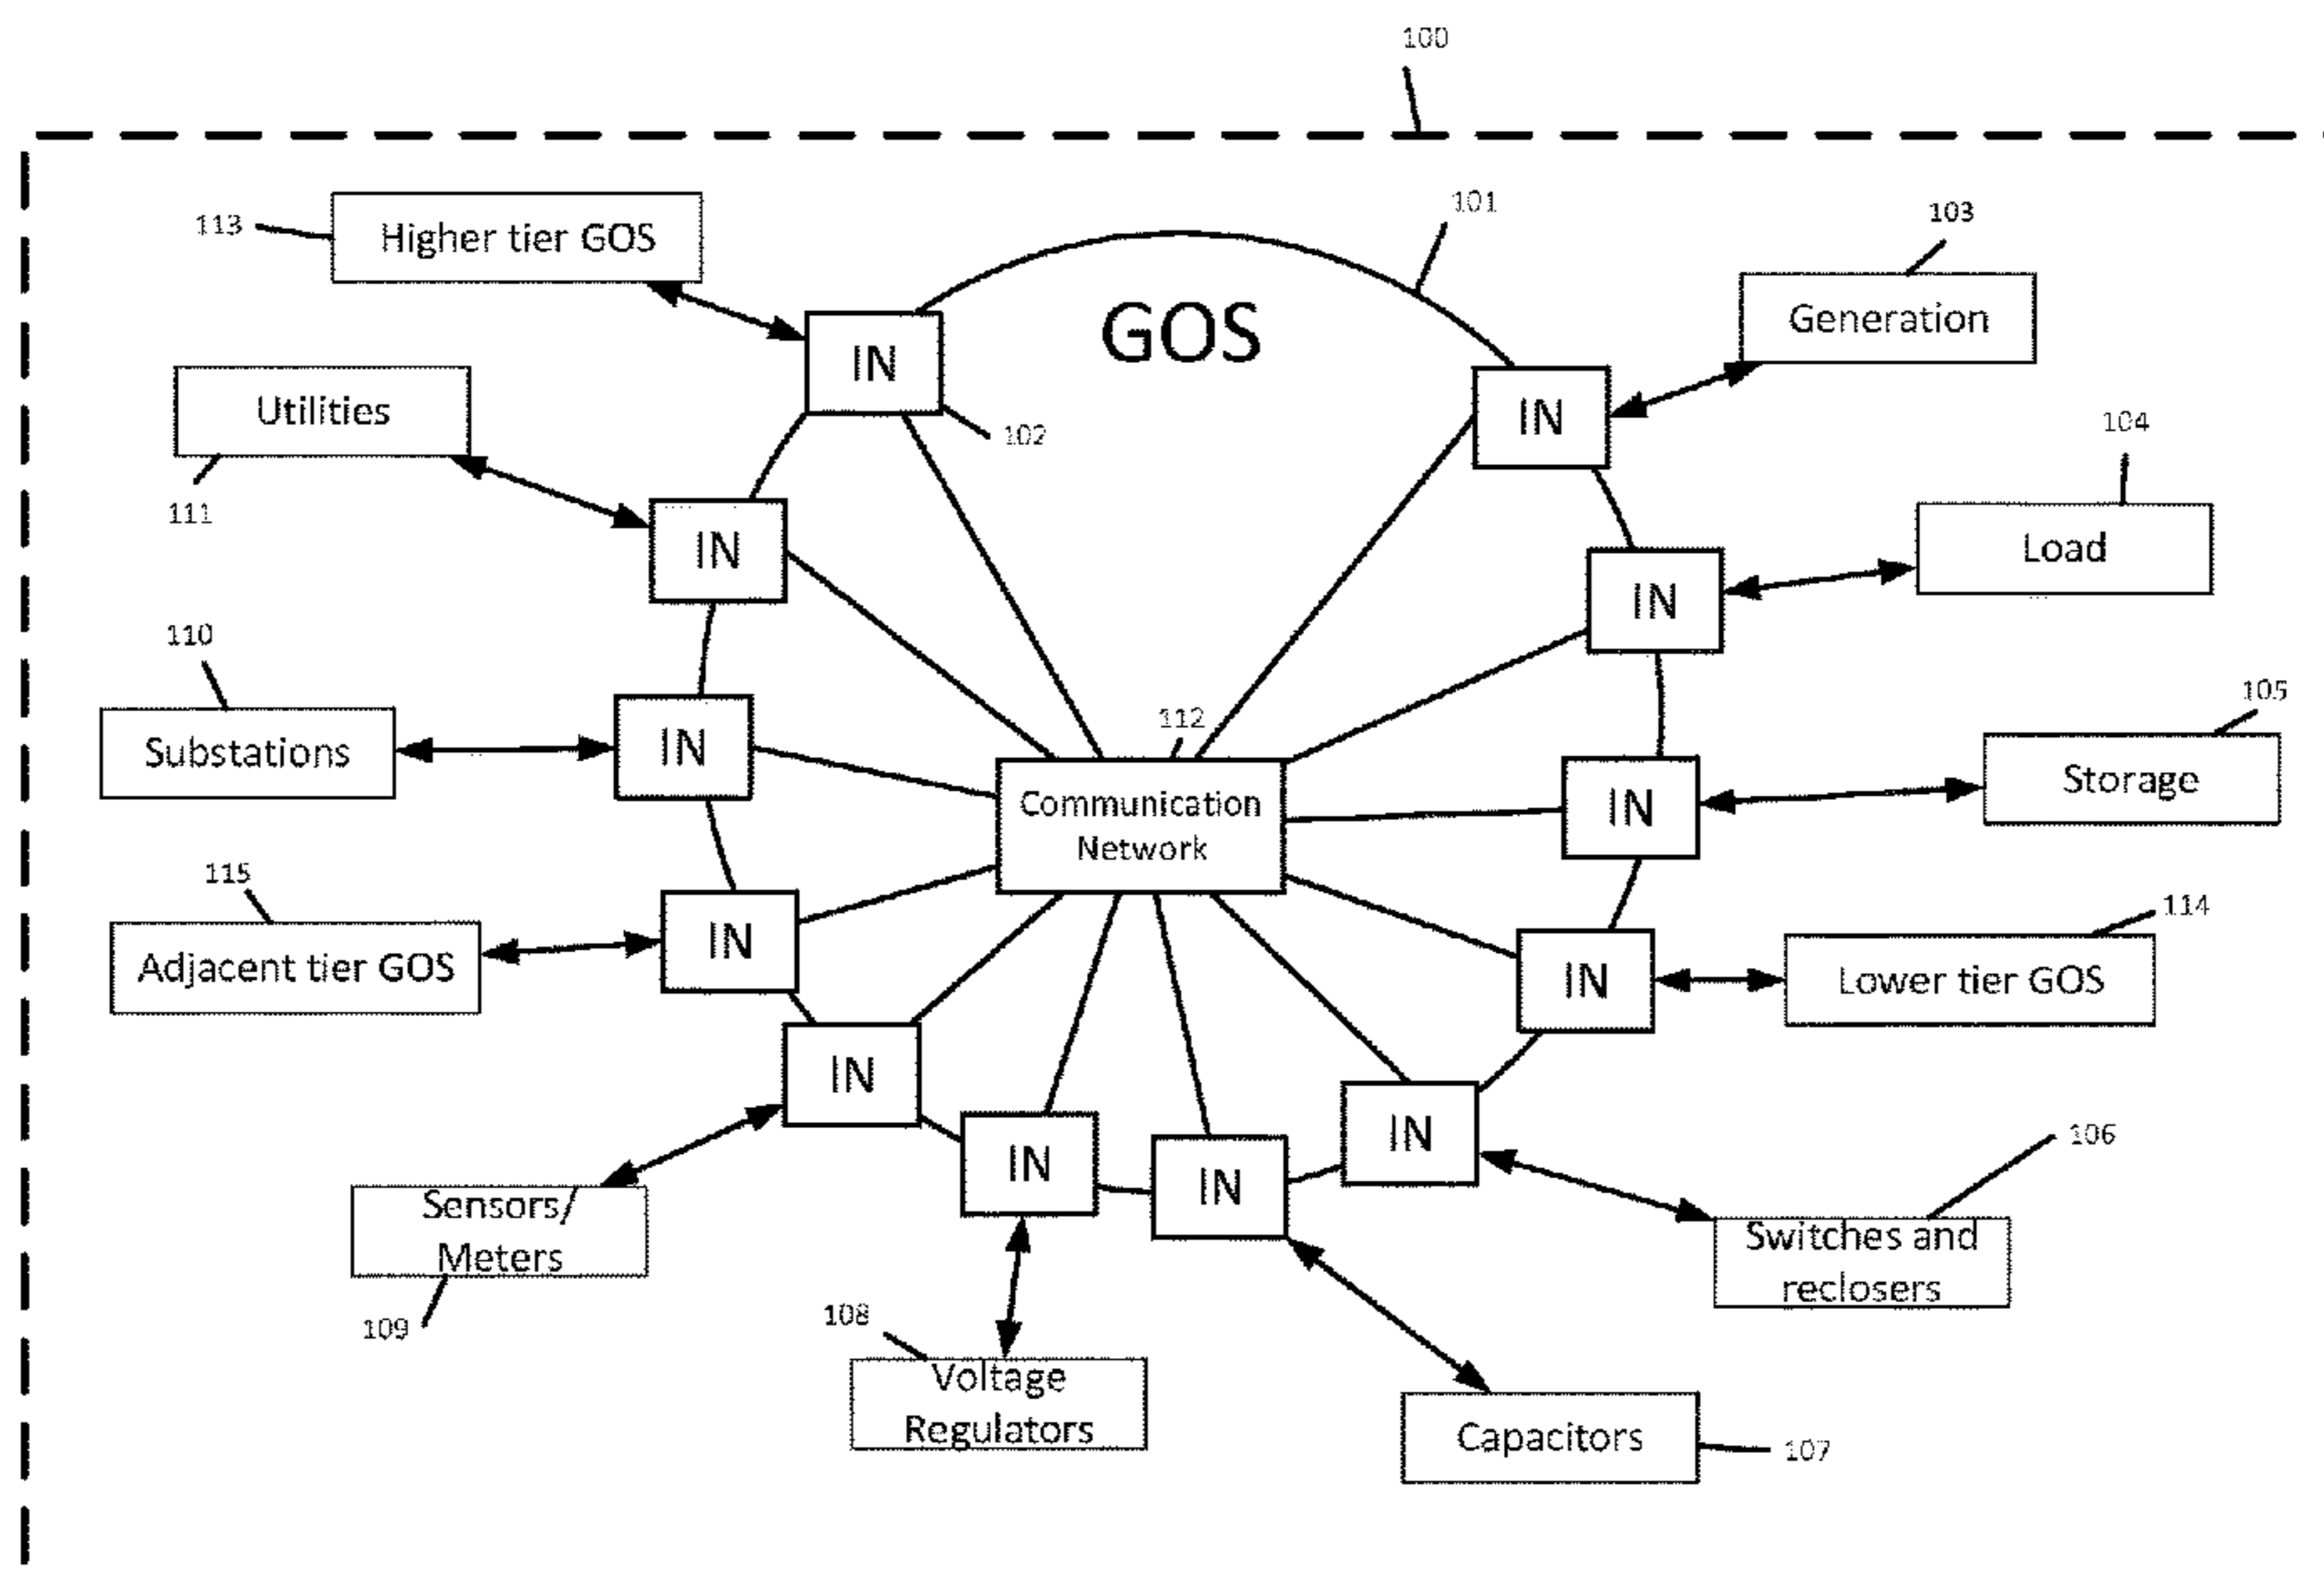 100
101
103
113
Higher tier GOS
Generation
GOS
IN
102
Utilities
111
IN
104
Load
IN
IN
110
Substations
IN
112
Communication
Network
105
Storage
IN
115
Adjacent tier GOS
IN
114
Lower tier GOS
IN
IN
IN
IN
IN
106
Switches and
reclosers
Sensors/
Meters
109
108
Voltage
Regulators
Capacitors
107